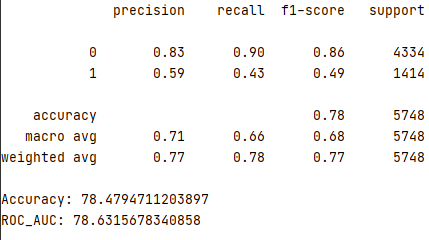 precision recall f1-score support
0 0.83 0.90 0.86 4334
1 0.59 0.43 0.49 1414
accuracy 0.78 5748
macro avg 0.71 0.66 0.68 5748
weighted avg 0.77 0.78 0.77 5748
Accuracy: 78.4794711203897
ROC_AUC: 78.6315678340858